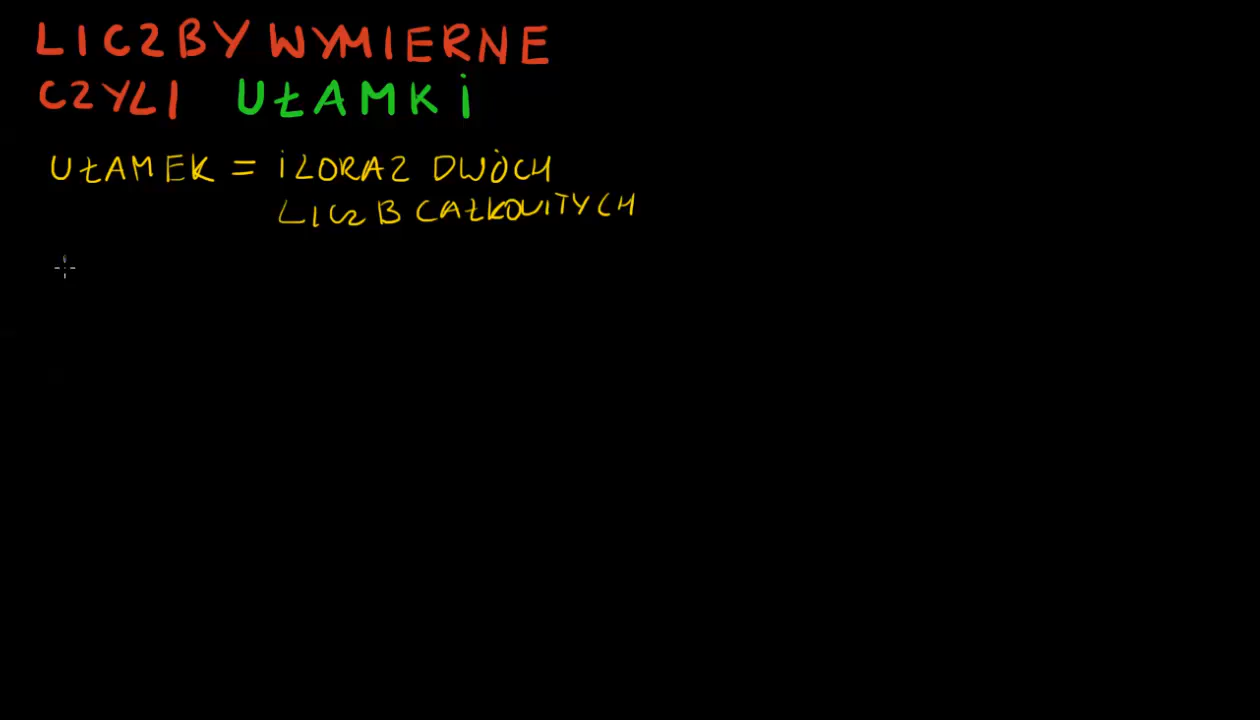 LICZBY WYMIERNE
CZYLI UŁAMKI
UŁAMEK = ILORAZ DWÓCH
LICZB CAŁKOWITYCH